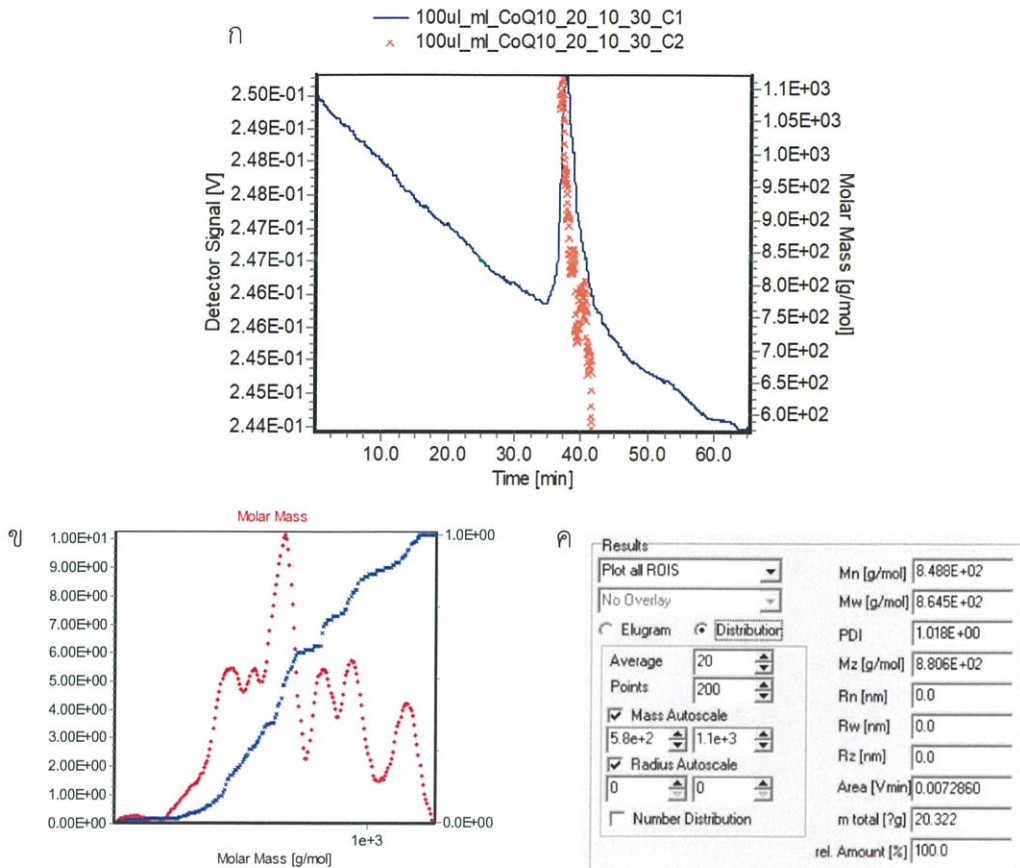 ก
100ul_ml_CoQ10_20_10_30_C1
100ul_ml_CoQ10_20_10_30_C2
2.50E-01
2.49E-01
2.48E-01
2.48E-01
2.47E-01
2.47E-01
2.46E-01
2.46E-01
2.45E-01
2.45E-01
2.44E-01
Detector Signal [V]
1.1E+03
1.05E+03
1.0E+03
9.5E+02
9.0E+02
8.5E+02
8.0E+02
7.5E+02
7.0E+02
6.5E+02
6.0E+02
Molar Mass [g/mol]
10.0 20.0 30.0 40.0 50.0 60.0
Time [min]
ข
Molar Mass
1.00E+01
9.00E+00
8.00E+00
7.00E+00
6.00E+00
5.00E+00
4.00E+00
3.00E+00
2.00E+00
1.00E+00
0.00E+00
1.0E+00
0.0E+00
1e+3
Molar Mass [g/mol]
ค
Results
Plot all ROIS
No Overlay
Elugram Distribution
Average 20
Points 200
Mass Autoscale
5.8e+2 1.1e+3
Radius Autoscale
0 0
Number Distribution
Mn [g/mol] 8.488E+02
Mw [g/mol] 8.645E+02
PDI 1.018E+00
Mz [g/mol] 8.806E+02
Rn [nm] 0.0
Rw [nm] 0.0
Rz [nm] 0.0
Area [Vmin] 0.0072860
m total [?g] 20.322
rel. Amount [%] 100.0